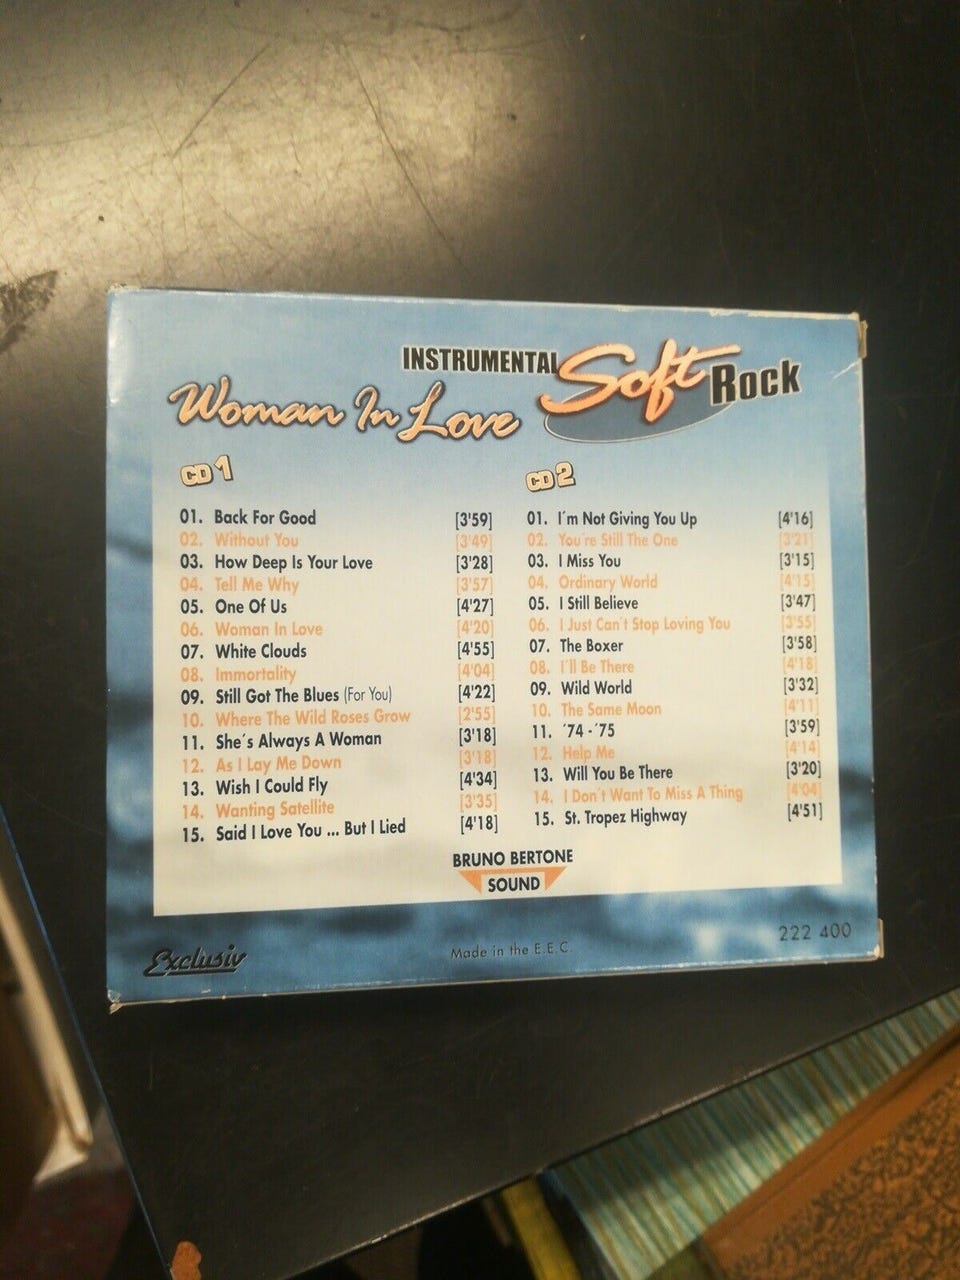 INSTRUMENTAL Soft Rock
Woman In Love
CD 1
01. Back For Good [3'59]
02. Without You [3'49]
03. How Deep Is Your Love [3'28]
04. Tell Me Why [3'57]
05. One Of Us [4'27]
06. Woman In Love [4'20]
07. White Clouds [4'55]
08. Immortality [4'04]
09. Still Got The Blues (For You) [4'22]
10. Where The Wild Roses Grow [2'55]
11. She´s Always A Woman [3'18]
12. As I Lay Me Down [3'18]
13. Wish I Could Fly [4'34]
14. Wanting Satellite [3'35]
15. Said I Love You ... But I Lied [4'18]
CD 2
01. I´m Not Giving You Up [4'16]
02. You´re Still The One [3'21]
03. I Miss You [3'15]
04. Ordinary World [4'15]
05. I Still Believe [3'47]
06. I Just Can´t Stop Loving You [3'55]
07. The Boxer [3'58]
08. I´ll Be There [4'18]
09. Wild World [3'32]
10. The Same Moon [4'11]
11. ´74 - ´75 [3'59]
12. Help Me [4'14]
13. Will You Be There [3'20]
14. I Don´t Want To Miss A Thing [4'04]
15. St. Tropez Highway [4'51]
BRUNO BERTONE
SOUND
Exclusiv
Made in the E.E.C.
222 400